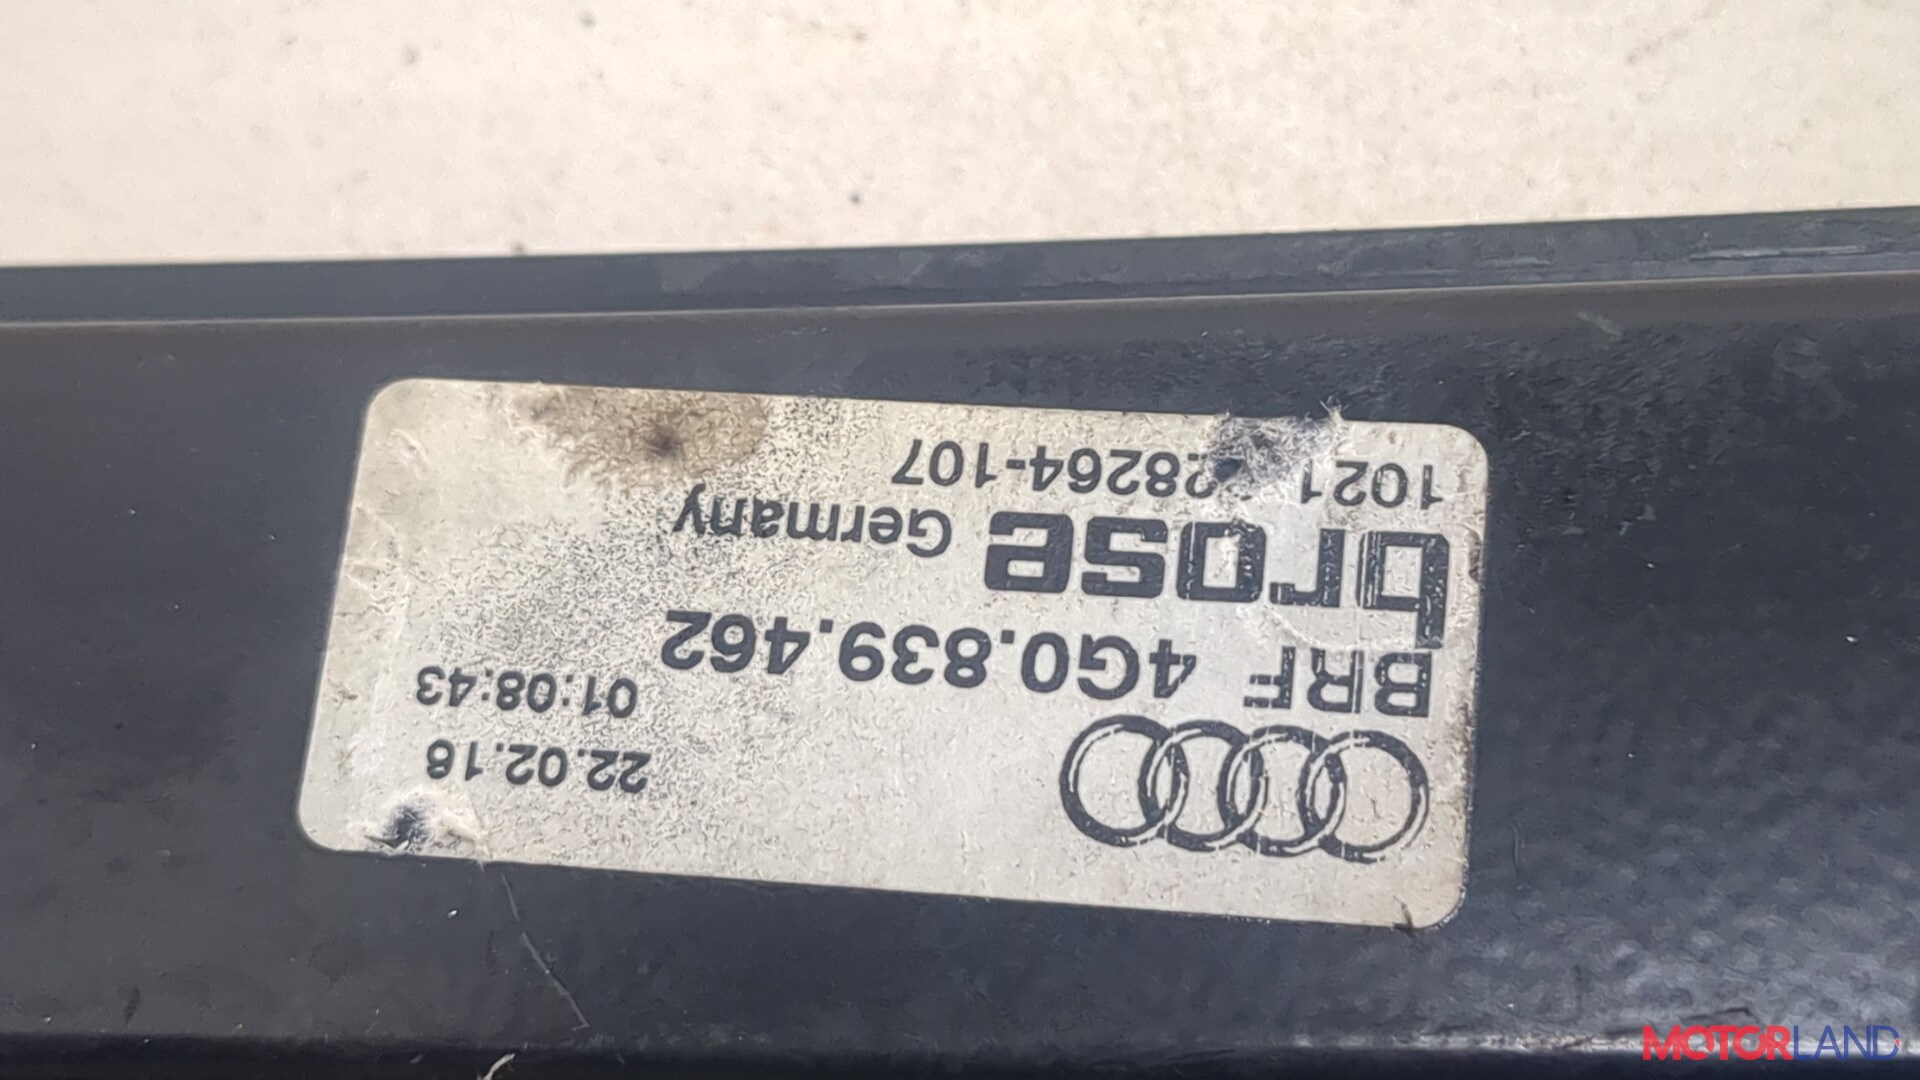 22.02.18
01:08:43
BRF 4G0.839.462
brose Germany
1021 28264-107
MOTORLAND